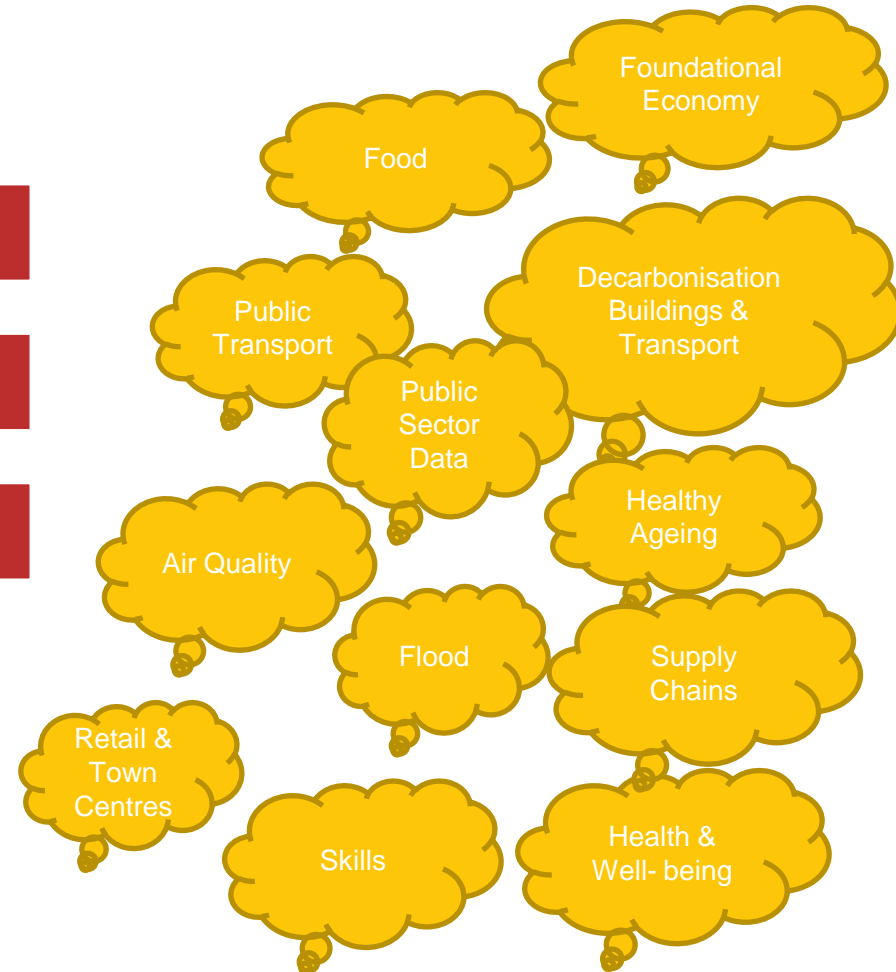 Foundational
Economy
Food
Decarbonisation
Buildings &
Transport
Public
Transport
Public
Sector
Data
Healthy
Ageing
Air Quality
Flood
Supply
Chains
Retail &
Town
Centres
Skills
Health &
Well- being